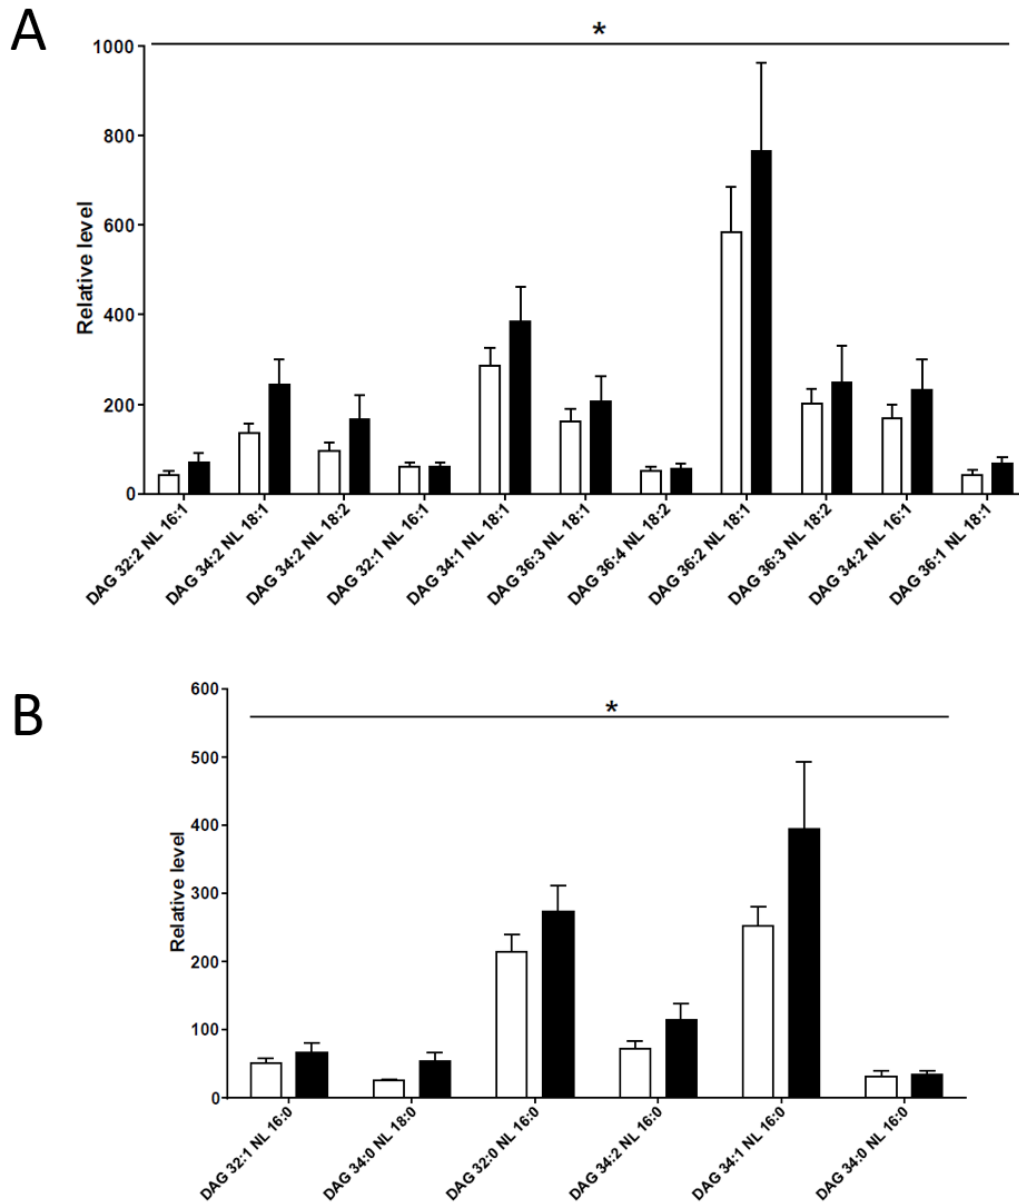 A
*
1000
800
600
400
200
0
Relative level
DAG 32:2 NL 16:1
DAG 34:2 NL 18:1
DAG 34:2 NL 18:2
DAG 32:1 NL 16:1
DAG 34:1 NL 18:1
DAG 36:3 NL 18:1
DAG 36:4 NL 18:2
DAG 36:2 NL 18:1
DAG 36:3 NL 18:2
DAG 34:2 NL 16:1
DAG 36:1 NL 18:1
B
*
600
500
400
300
200
100
0
Relative level
DAG 32:1 NL 16:0
DAG 34:0 NL 18:0
DAG 32:0 NL 16:0
DAG 34:2 NL 16:0
DAG 34:1 NL 16:0
DAG 34:0 NL 16:0